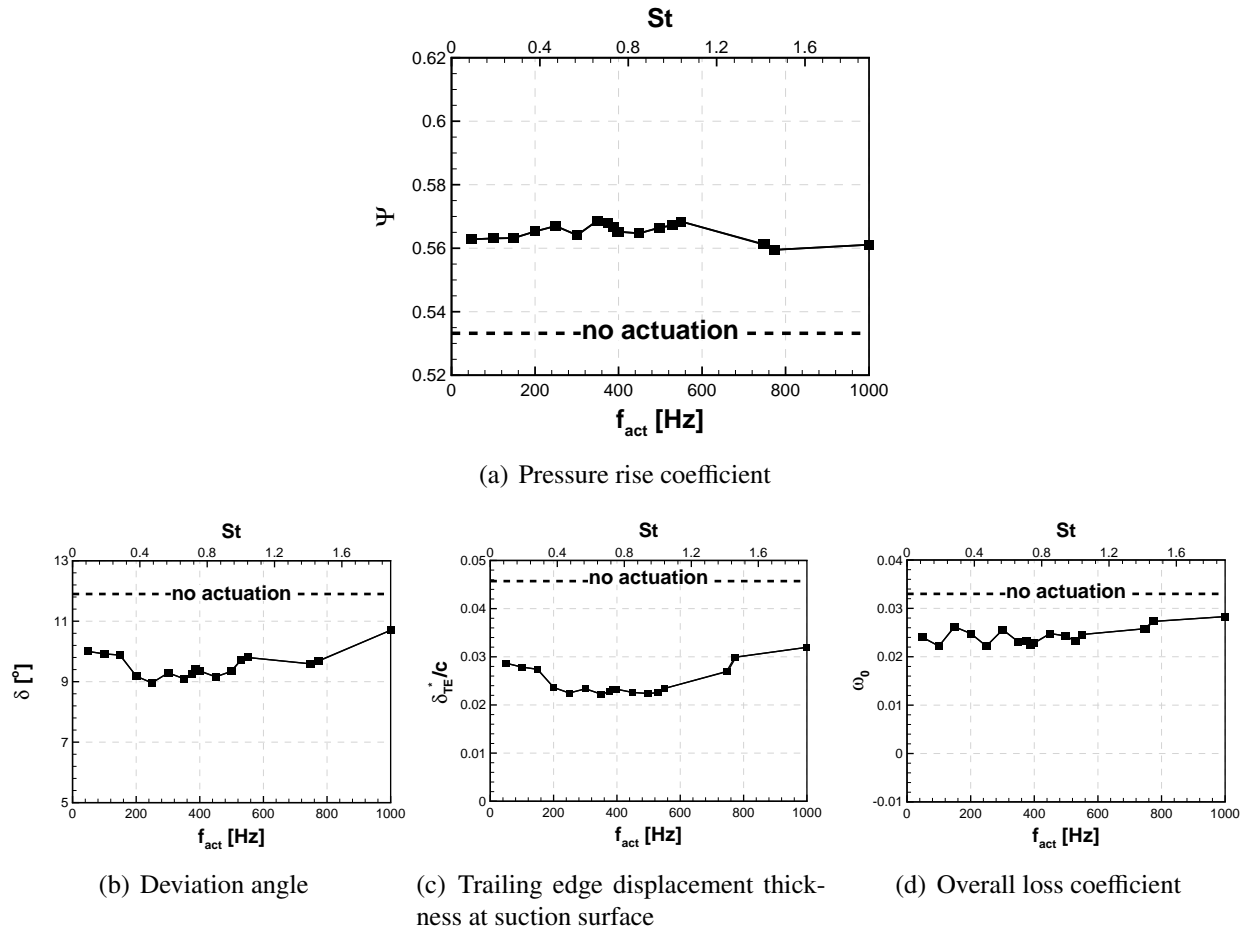 St
0 0.4 0.8 1.2 1.6
0.62
0.6
0.58
0.56
0.54
0.52
Ψ
no actuation
0 200 400 600 800 1000
f_act [Hz]
(a) Pressure rise coefficient
St
0 0.4 0.8 1.2 1.6
13
11
9
7
5
δ [°]
no actuation
0 200 400 600 800 1000
f_act [Hz]
(b) Deviation angle
St
0 0.4 0.8 1.2 1.6
0.05
0.04
0.03
0.02
0.01
0
δ*_TE/c
no actuation
0 200 400 600 800 1000
f_act [Hz]
(c) Trailing edge displacement thick-
ness at suction surface
St
0 0.4 0.8 1.2 1.6
0.04
0.03
0.02
0.01
0
-0.01
ω_0
no actuation
0 200 400 600 800 1000
f_act [Hz]
(d) Overall loss coefficient